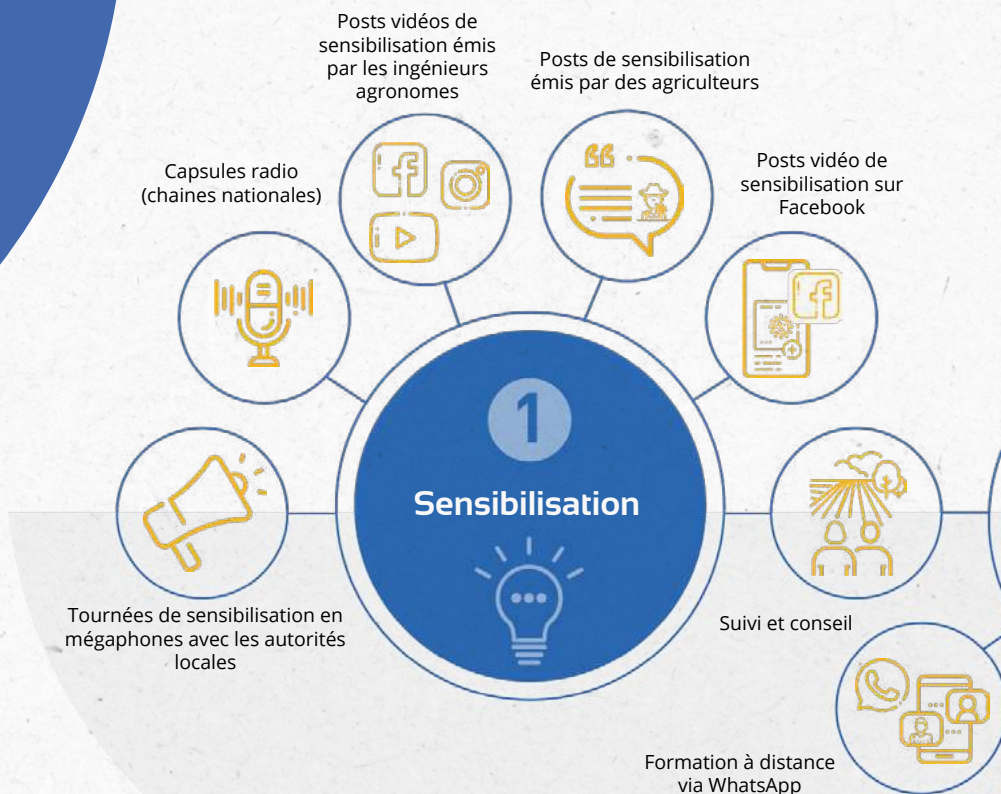 Posts vidéos de
sensibilisation émis
par les ingénieurs
agronomes
Posts de sensibilisation
émis par des agriculteurs
Capsules radio
(chaines nationales)
Posts vidéo de
sensibilisation sur
Facebook
1
Sensibilisation
Tournées de sensibilisation en
mégaphones avec les autorités
locales
Suivi et conseil
Formation à distance
via WhatsApp